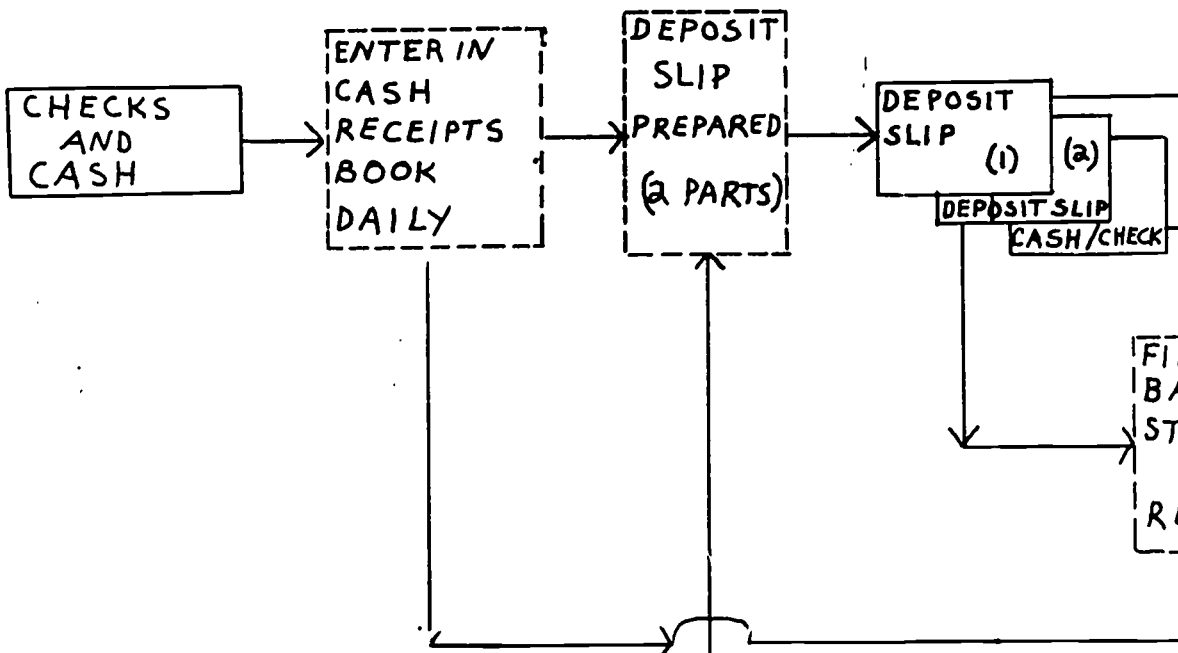 CHECKS
AND
CASH
ENTER IN
CASH
RECEIPTS
BOOK
DAILY
DEPOSIT
SLIP
PREPARED
(2 PARTS)
DEPOSIT
SLIP
(1)
(2)
DEPOSIT SLIP
CASH/CHECK